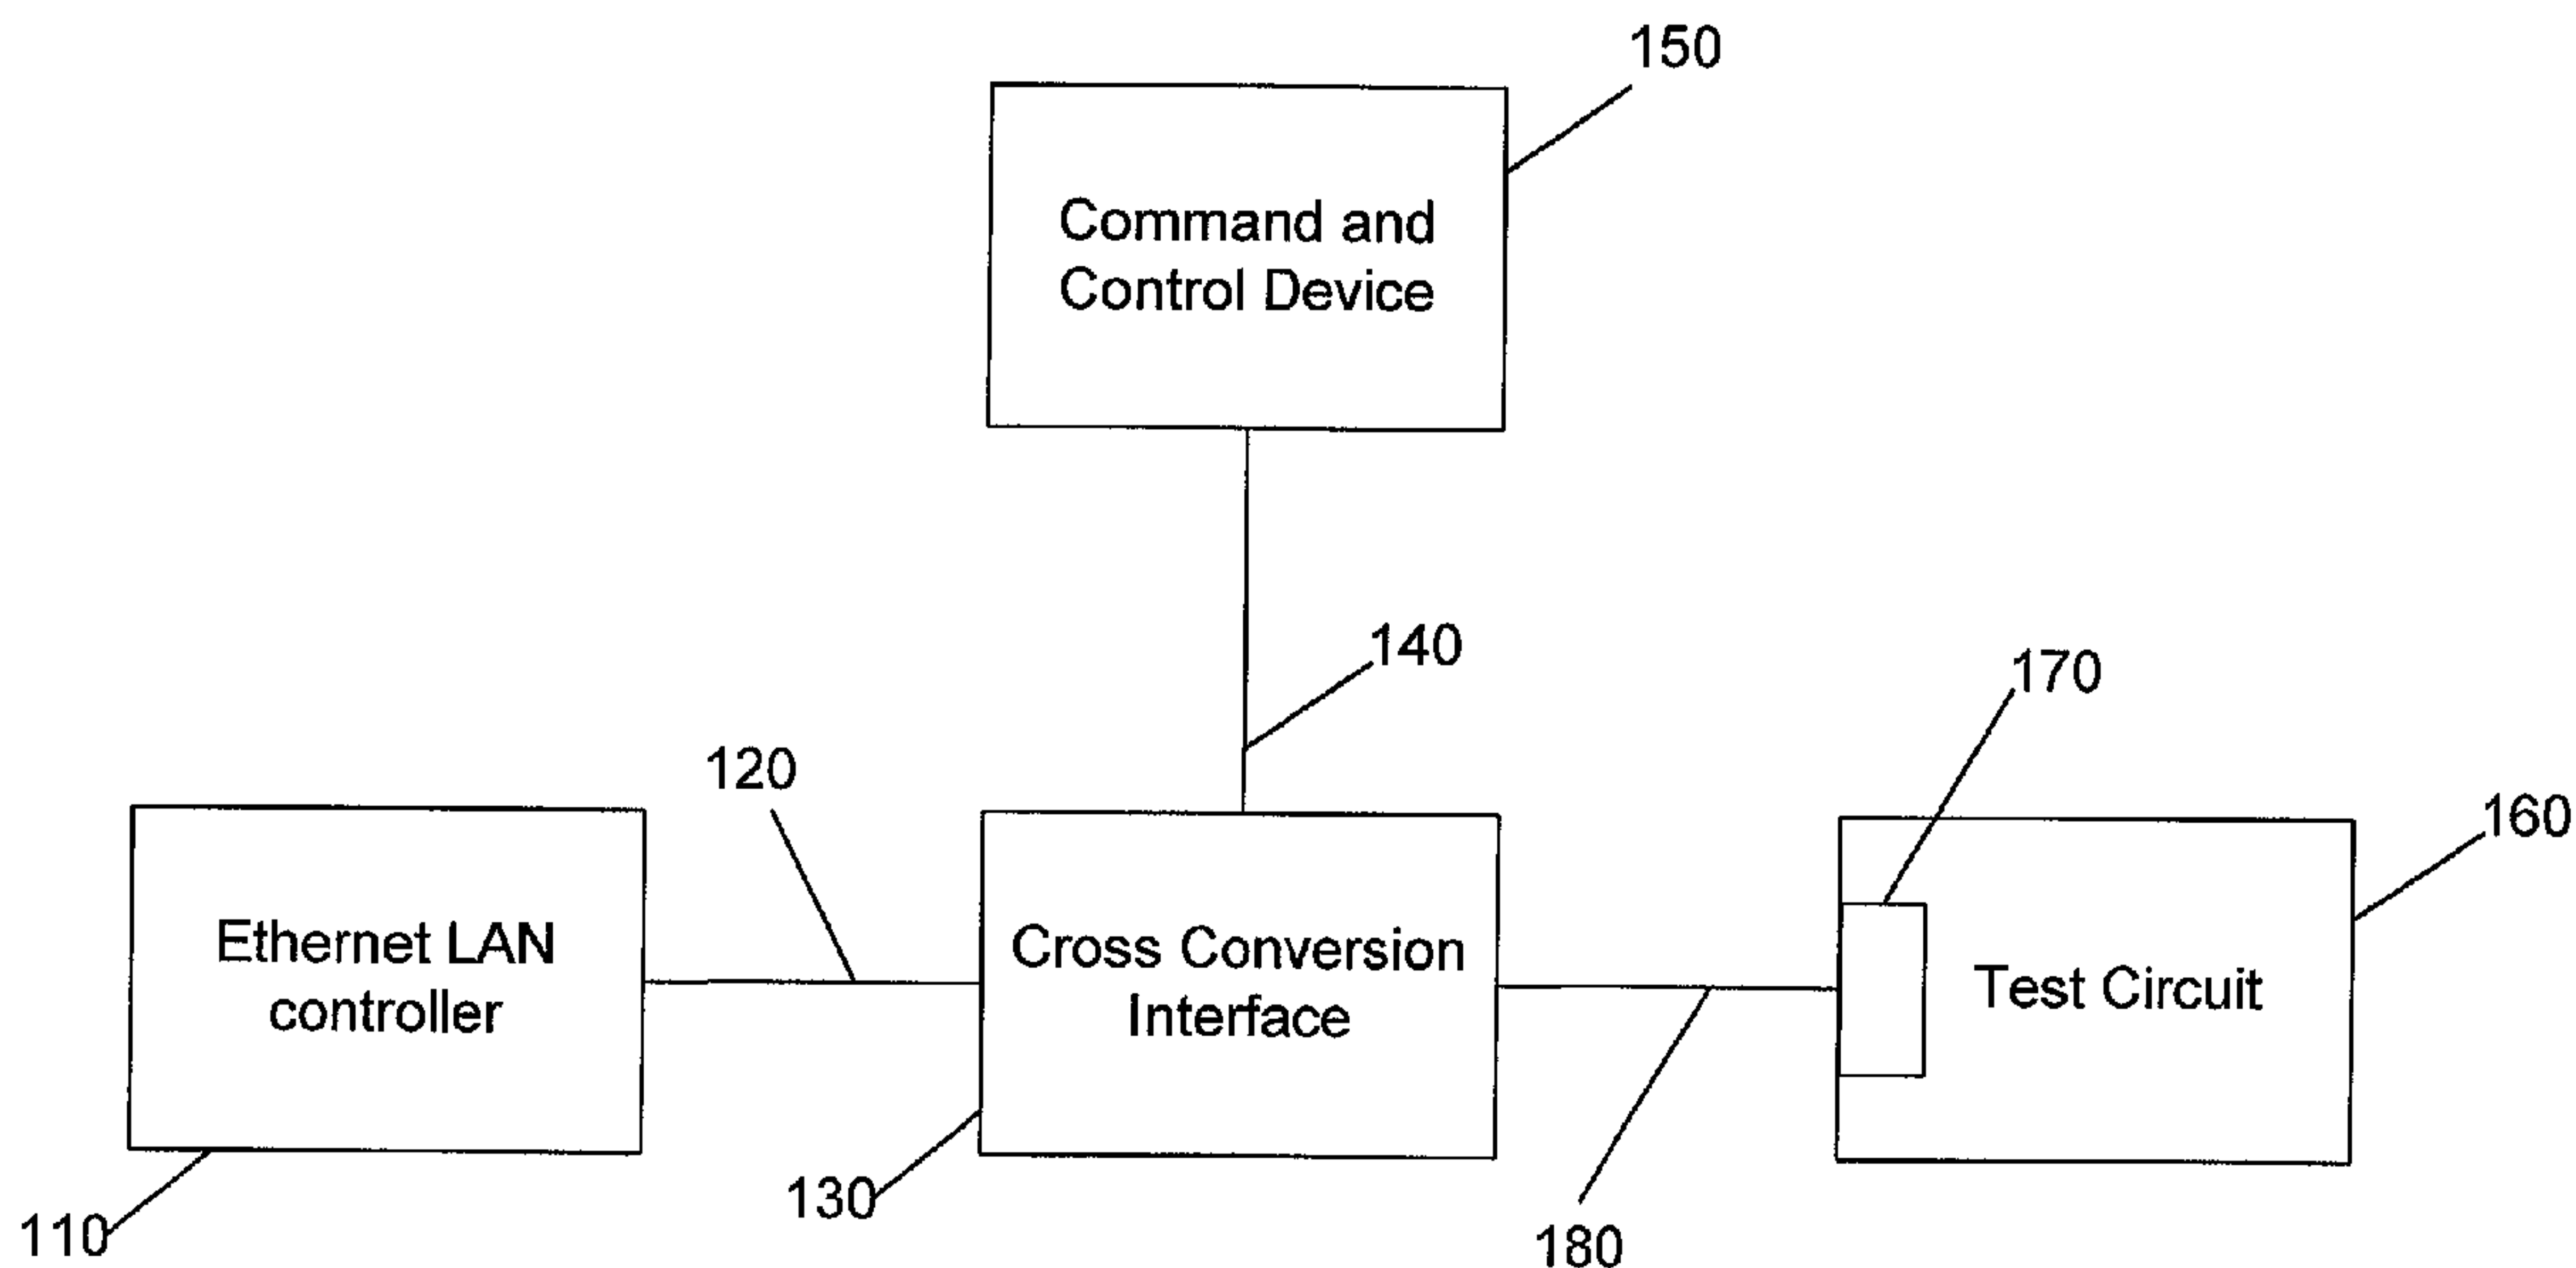 150
Command and
Control Device
140
170
120
160
Ethernet LAN
controller
Cross Conversion
Interface
Test Circuit
130
110
180